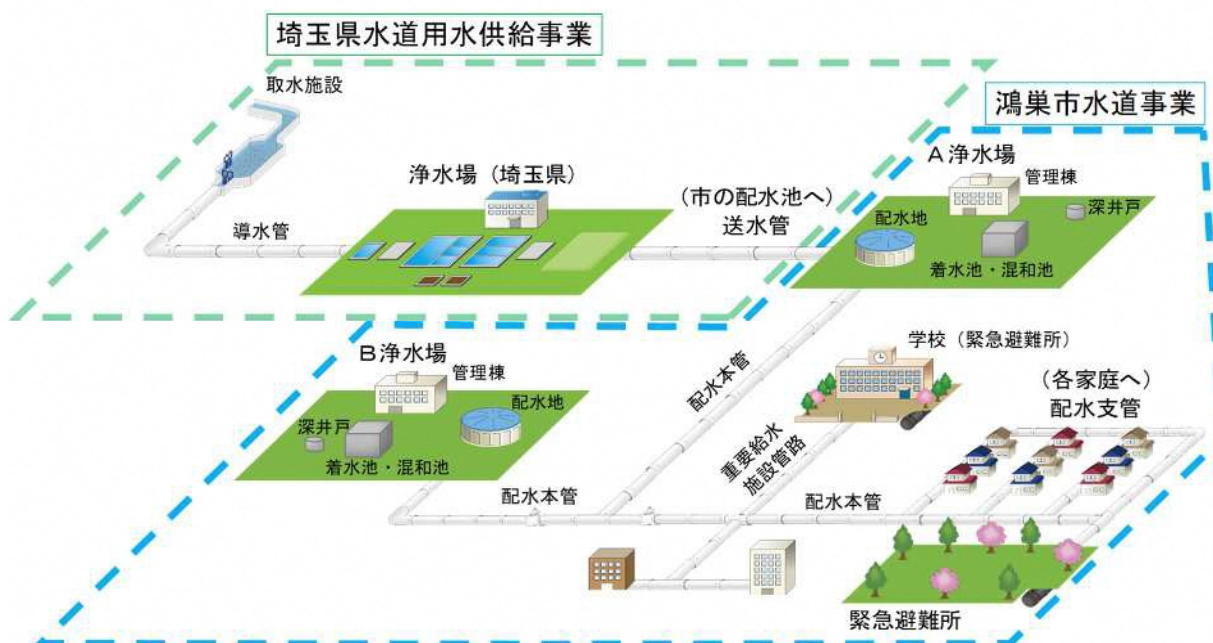 埼玉県水道用水供給事業
取水施設
鴻巣市水道事業
A浄水場
管理棟
浄水場(埼玉県)
(市の配水池へ)
送水管
深井戸
配水地
導水管
着水池・混和池
学校(緊急避難所)
B浄水場
管理棟
配水本管
(各家庭へ)
配水支管
配水地
深井戸
着水池・混和池
重要給水
施設管路
配水本管
配水本管
緊急避難所